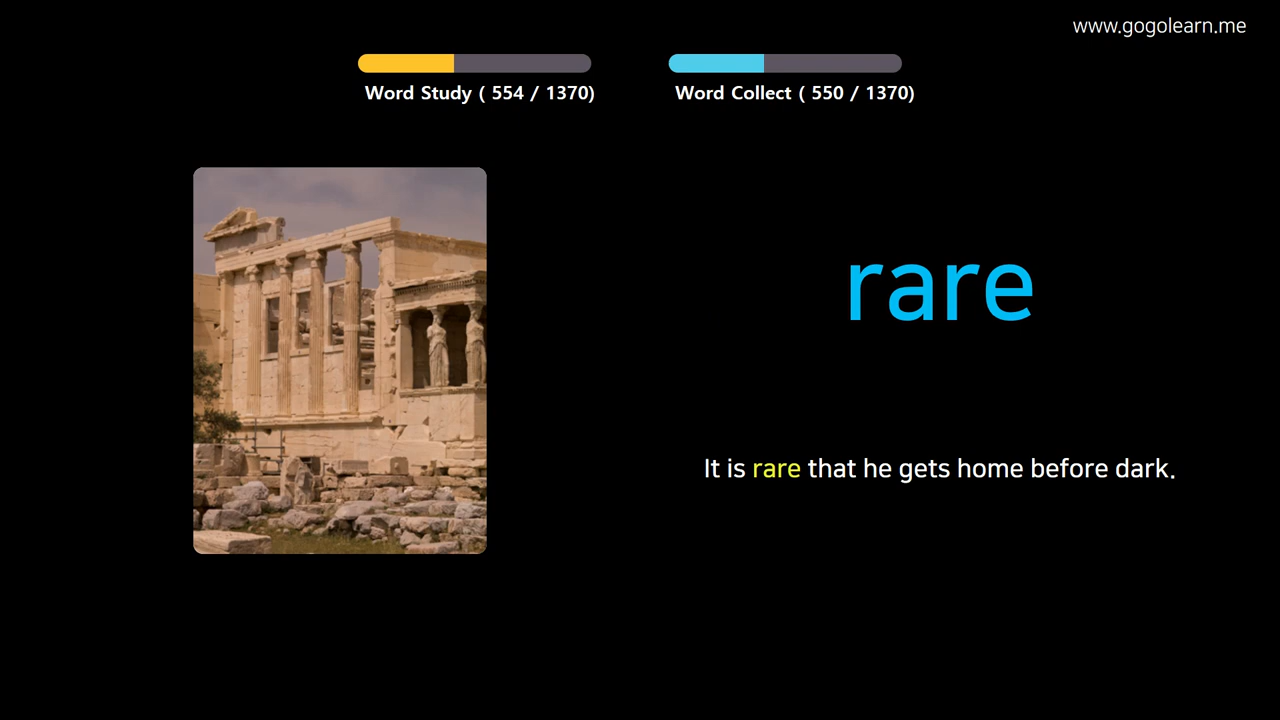 www.gogolearn.me
Word Study ( 554 / 1370)
Word Collect ( 550 / 1370)
rare
It is rare that he gets home before dark.